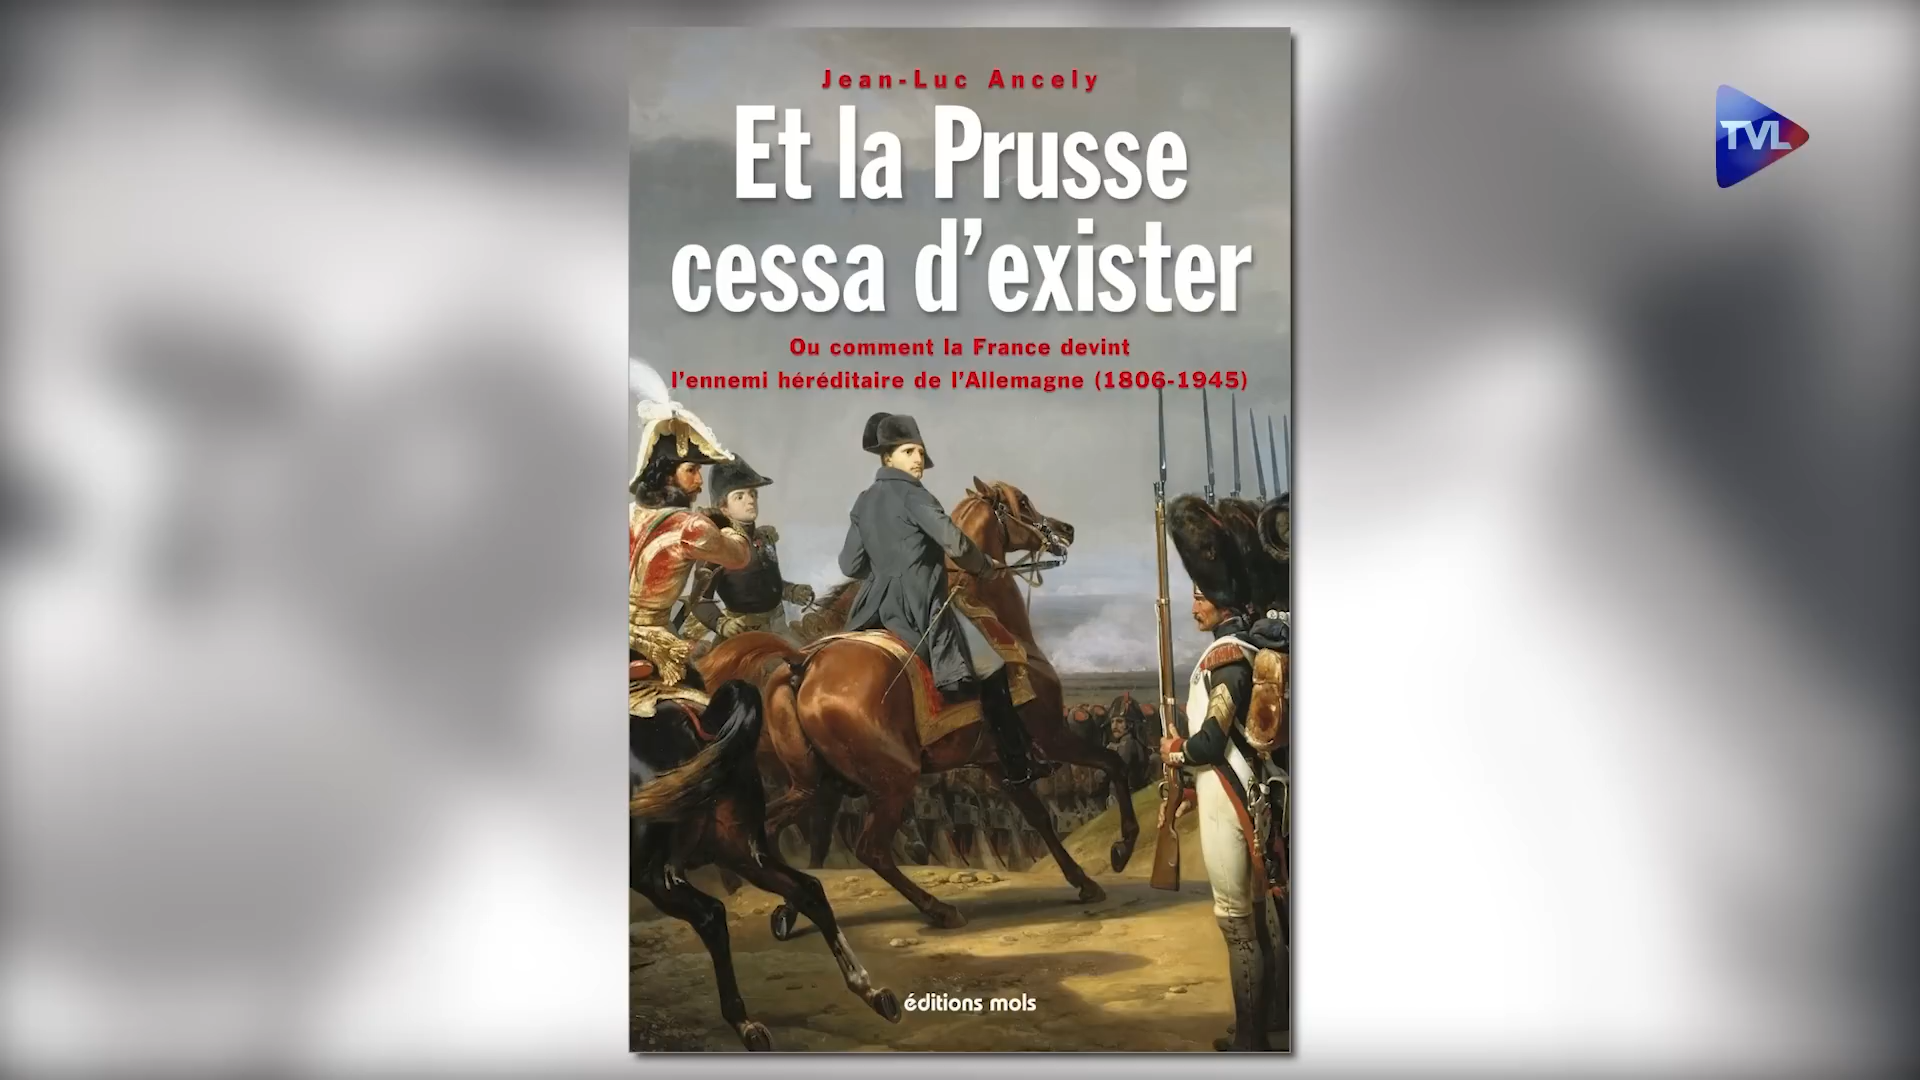 Jean-Luc Ancely
Et la Prusse
cessa d'exister
Ou comment la France devint
l'ennemi héréditaire de l'Allemagne (1806-1945)
éditions mols
TVL